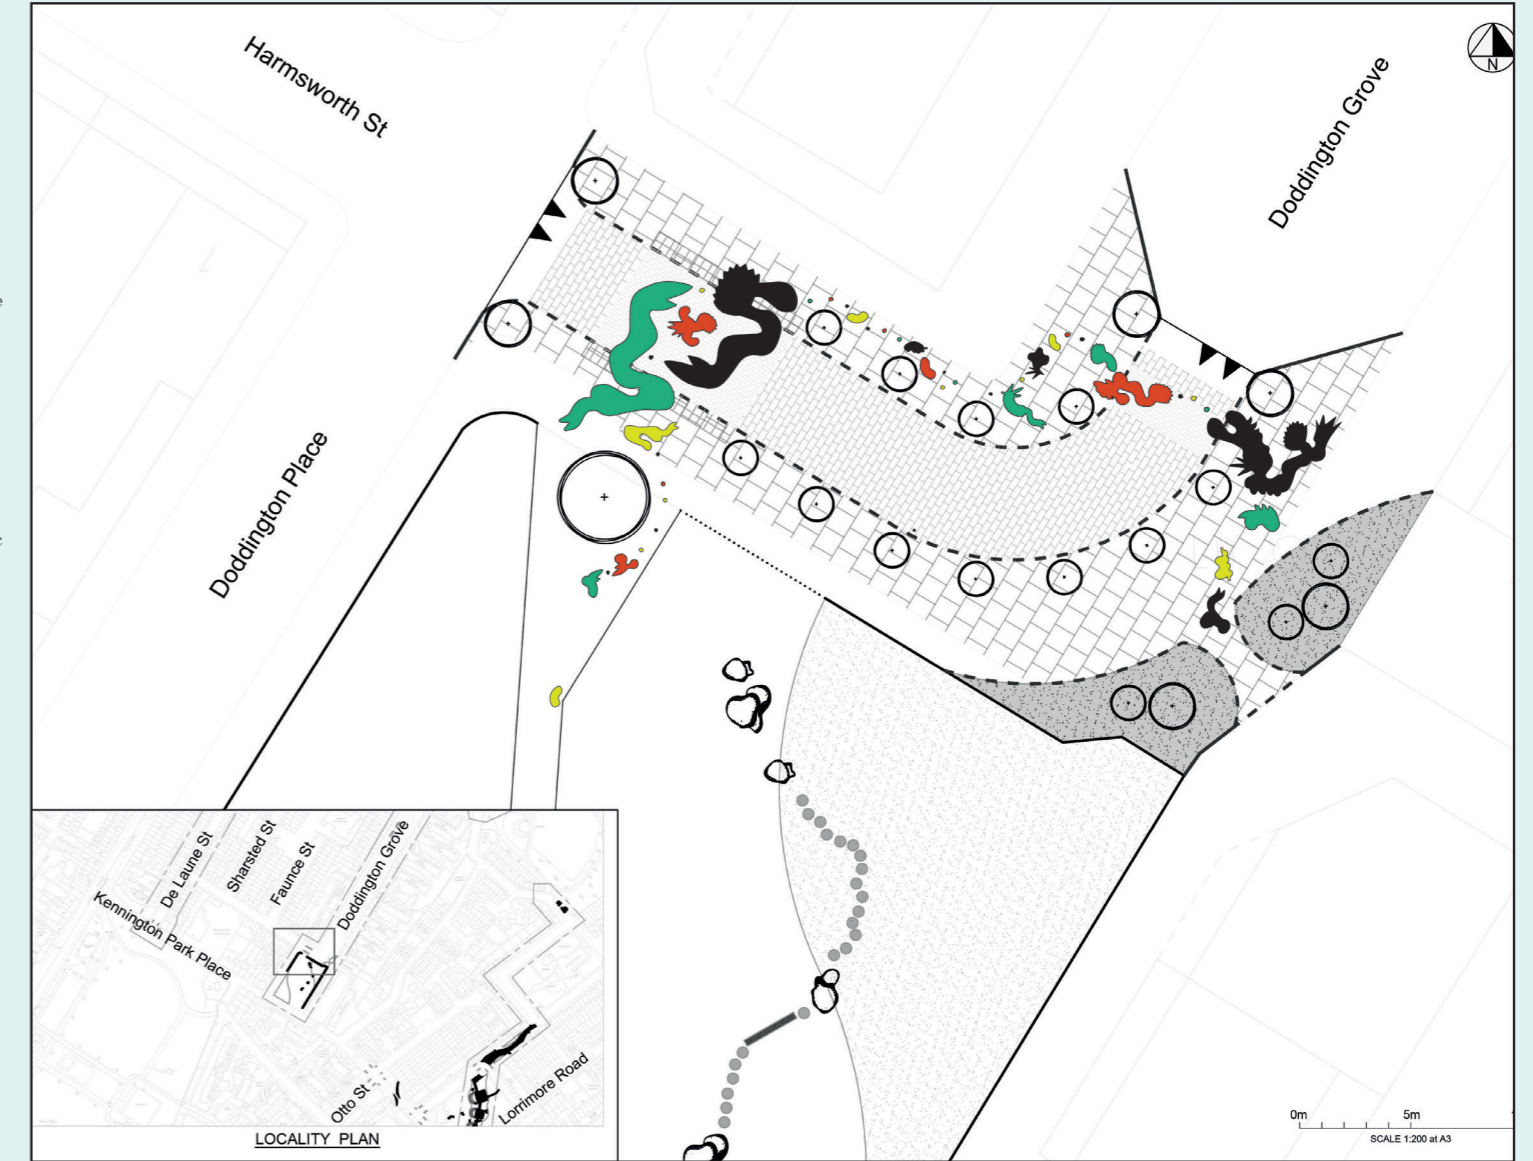 Harmsworth St
Doddington Grove
N
Doddington Place
De Laune St
Sharsted St
Faunce St
Doddington Grove
Kennington Park Place
Otto St
Lorrimore Road
LOCALITY PLAN
0m 5m
SCALE 1:200 at A3